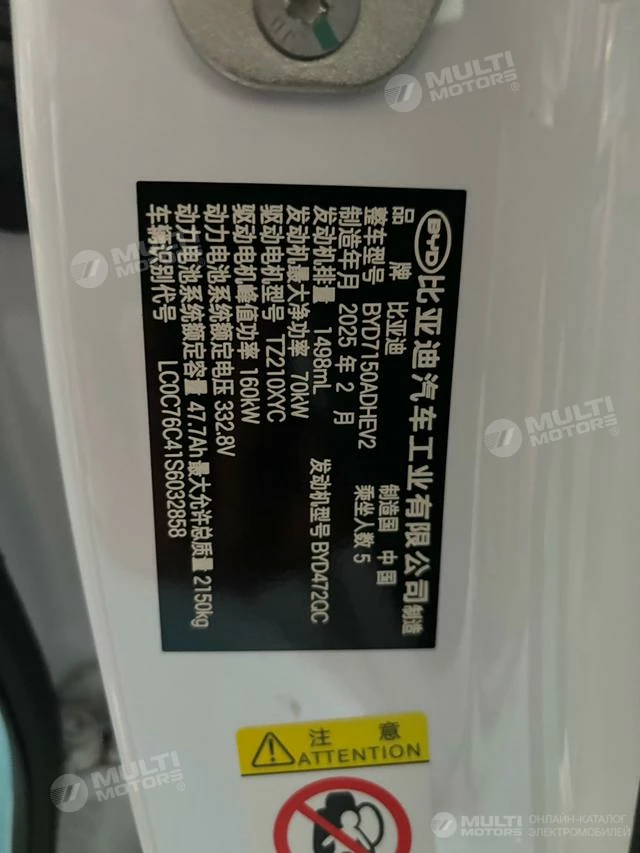 BYD 比亚迪汽车工业有限公司 制造
品牌 比亚迪 制造国 中国
整车型号 BYD7150ADHEV2 乘坐人数 5
制造年月 2025 年 2 月
发动机排量 1498mL 发动机型号 BYD472QC
发动机最大净功率 70kW
驱动电机型号 TZ210XYC
驱动电机峰值功率 160kW
动力电池系统额定电压 332.8V
动力电池系统额定容量 47.7Ah 最大允许总质量 2150kg
车辆识别代号 LC0C76C41S6032858
注 意
ATTENTION
MULTI
MOTORS®
MULTI
MOTORS®
MULTI
MOTORS®
MULTI
MOTORS®
MULTI
MOTORS®
ОНЛАЙН-КАТАЛОГ
ЭЛЕКТРОМОБИЛЕЙ